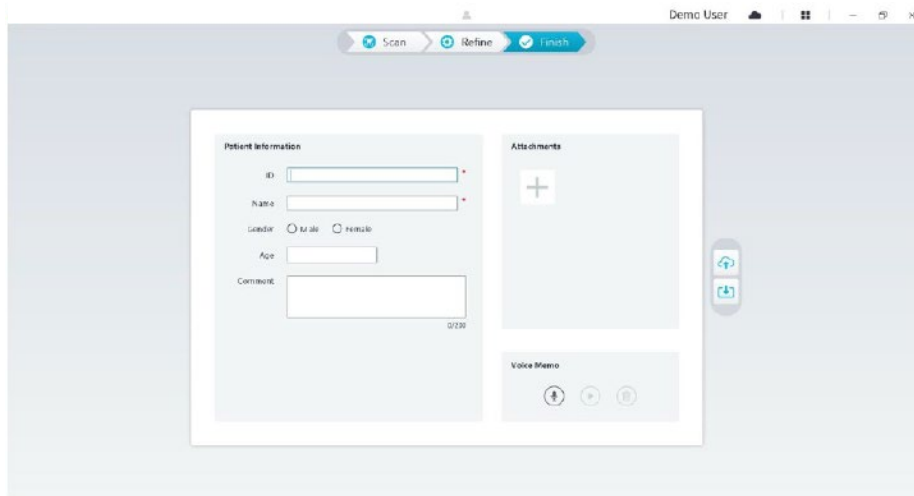 Demo User
Scan
Refine
Finish
Patient Information
ID *
Name *
Gender Male Female
Age
Comment
0/200
Attachments
Voice Memo